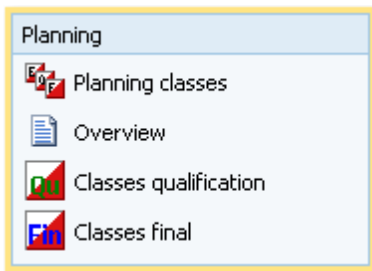 Planning
Planning classes
Overview
Qu Classes qualification
Fin Classes final